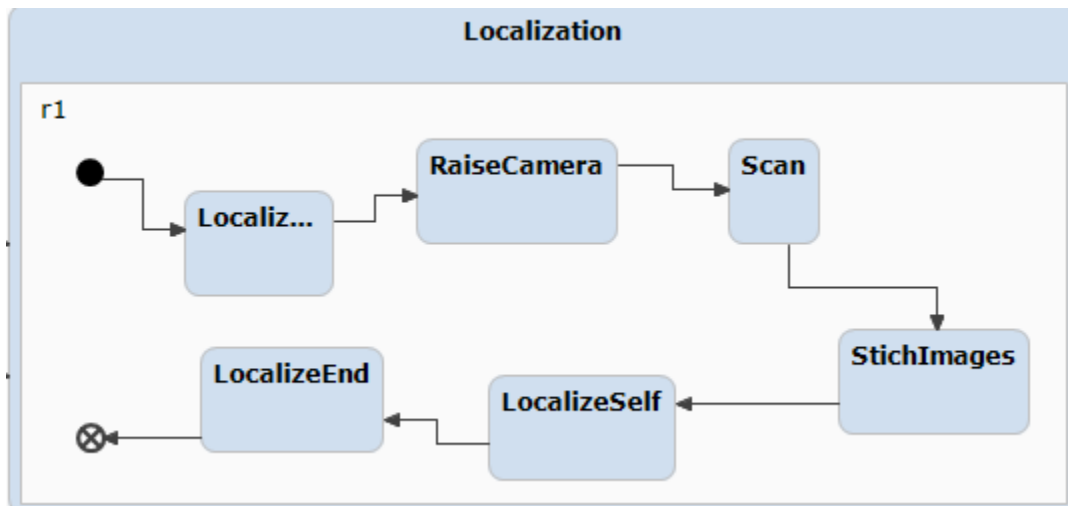 Localization
r1
RaiseCamera
Scan
Localiz...
StichImages
LocalizeEnd
LocalizeSelf